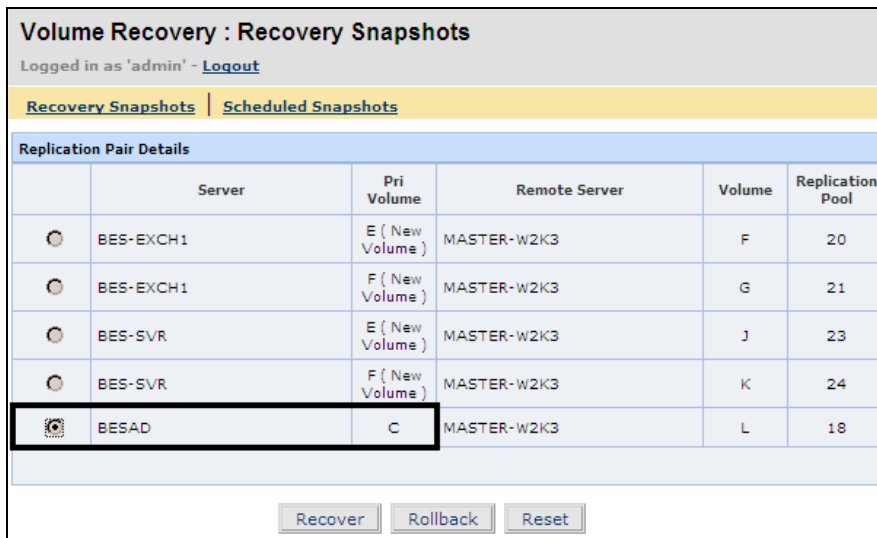 Volume Recovery : Recovery Snapshots
Logged in as 'admin' - Logout
Recovery Snapshots | Scheduled Snapshots
Replication Pair Details
Server Pri Volume Remote Server Volume Replication Pool
BES-EXCH1 E ( New Volume ) MASTER-W2K3 F 20
BES-EXCH1 F ( New Volume ) MASTER-W2K3 G 21
BES-SVR E ( New Volume ) MASTER-W2K3 J 23
BES-SVR F ( New Volume ) MASTER-W2K3 K 24
BESAD C MASTER-W2K3 L 18
Recover Rollback Reset